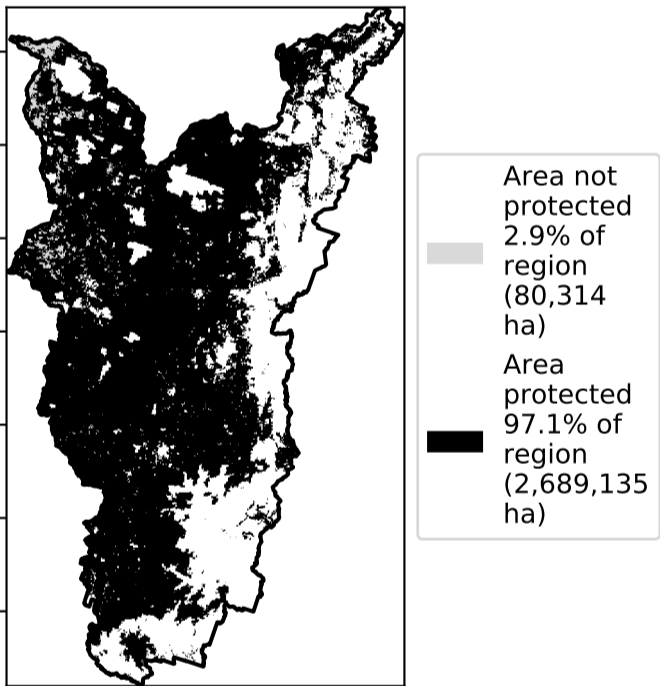 Area not
protected
2.9% of
region
(80,314
ha)
Area
protected
97.1% of
region
(2,689,135
ha)